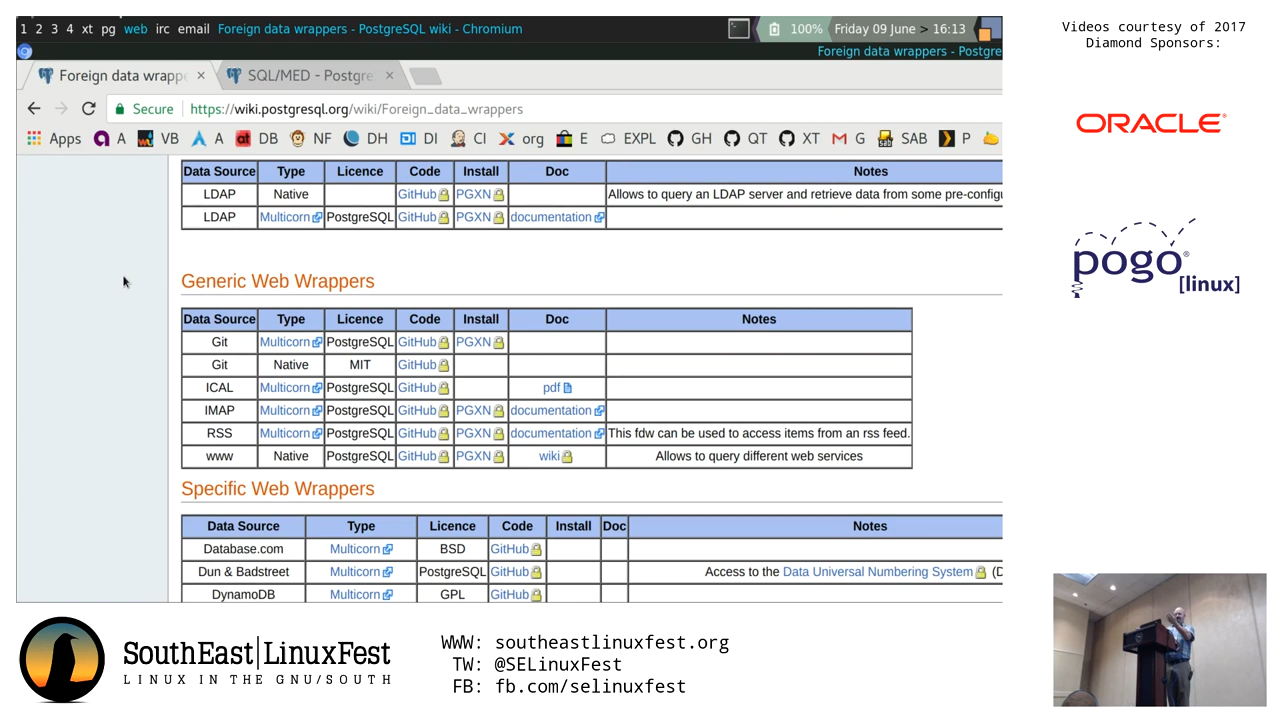 1 2 3 4 xt pg web irc email Foreign data wrappers - PostgreSQL wiki - Chromium 100% Friday 09 June > 16:13
Foreign data wrappers - Postgre
Foreign data wrappe × SQL/MED - Postgre ×
Secure https://wiki.postgresql.org/wiki/Foreign_data_wrappers
Apps A VB A DB NF DH DI CI org E EXPL GH QT XT G SAB P
Data Source Type Licence Code Install Doc Notes
LDAP Native GitHub PGXN Allows to query an LDAP server and retrieve data from some pre-configu
LDAP Multicorn PostgreSQL GitHub PGXN documentation
Generic Web Wrappers
Data Source Type Licence Code Install Doc Notes
Git Multicorn PostgreSQL GitHub PGXN
Git Native MIT GitHub
ICAL Multicorn PostgreSQL GitHub pdf
IMAP Multicorn PostgreSQL GitHub PGXN documentation
RSS Multicorn PostgreSQL GitHub PGXN documentation This fdw can be used to access items from an rss feed.
www Native PostgreSQL GitHub PGXN wiki Allows to query different web services
Specific Web Wrappers
Data Source Type Licence Code Install Doc Notes
Database.com Multicorn BSD GitHub
Dun & Badstreet Multicorn PostgreSQL GitHub Access to the Data Universal Numbering System (D
DynamoDB Multicorn GPL GitHub
Videos courtesy of 2017
Diamond Sponsors:
ORACLE®
pogo®
[linux]
SouthEast|LinuxFest
LINUX IN THE GNU/SOUTH
WWW: southeastlinuxfest.org
TW: @SELinuxFest
FB: fb.com/selinuxfest